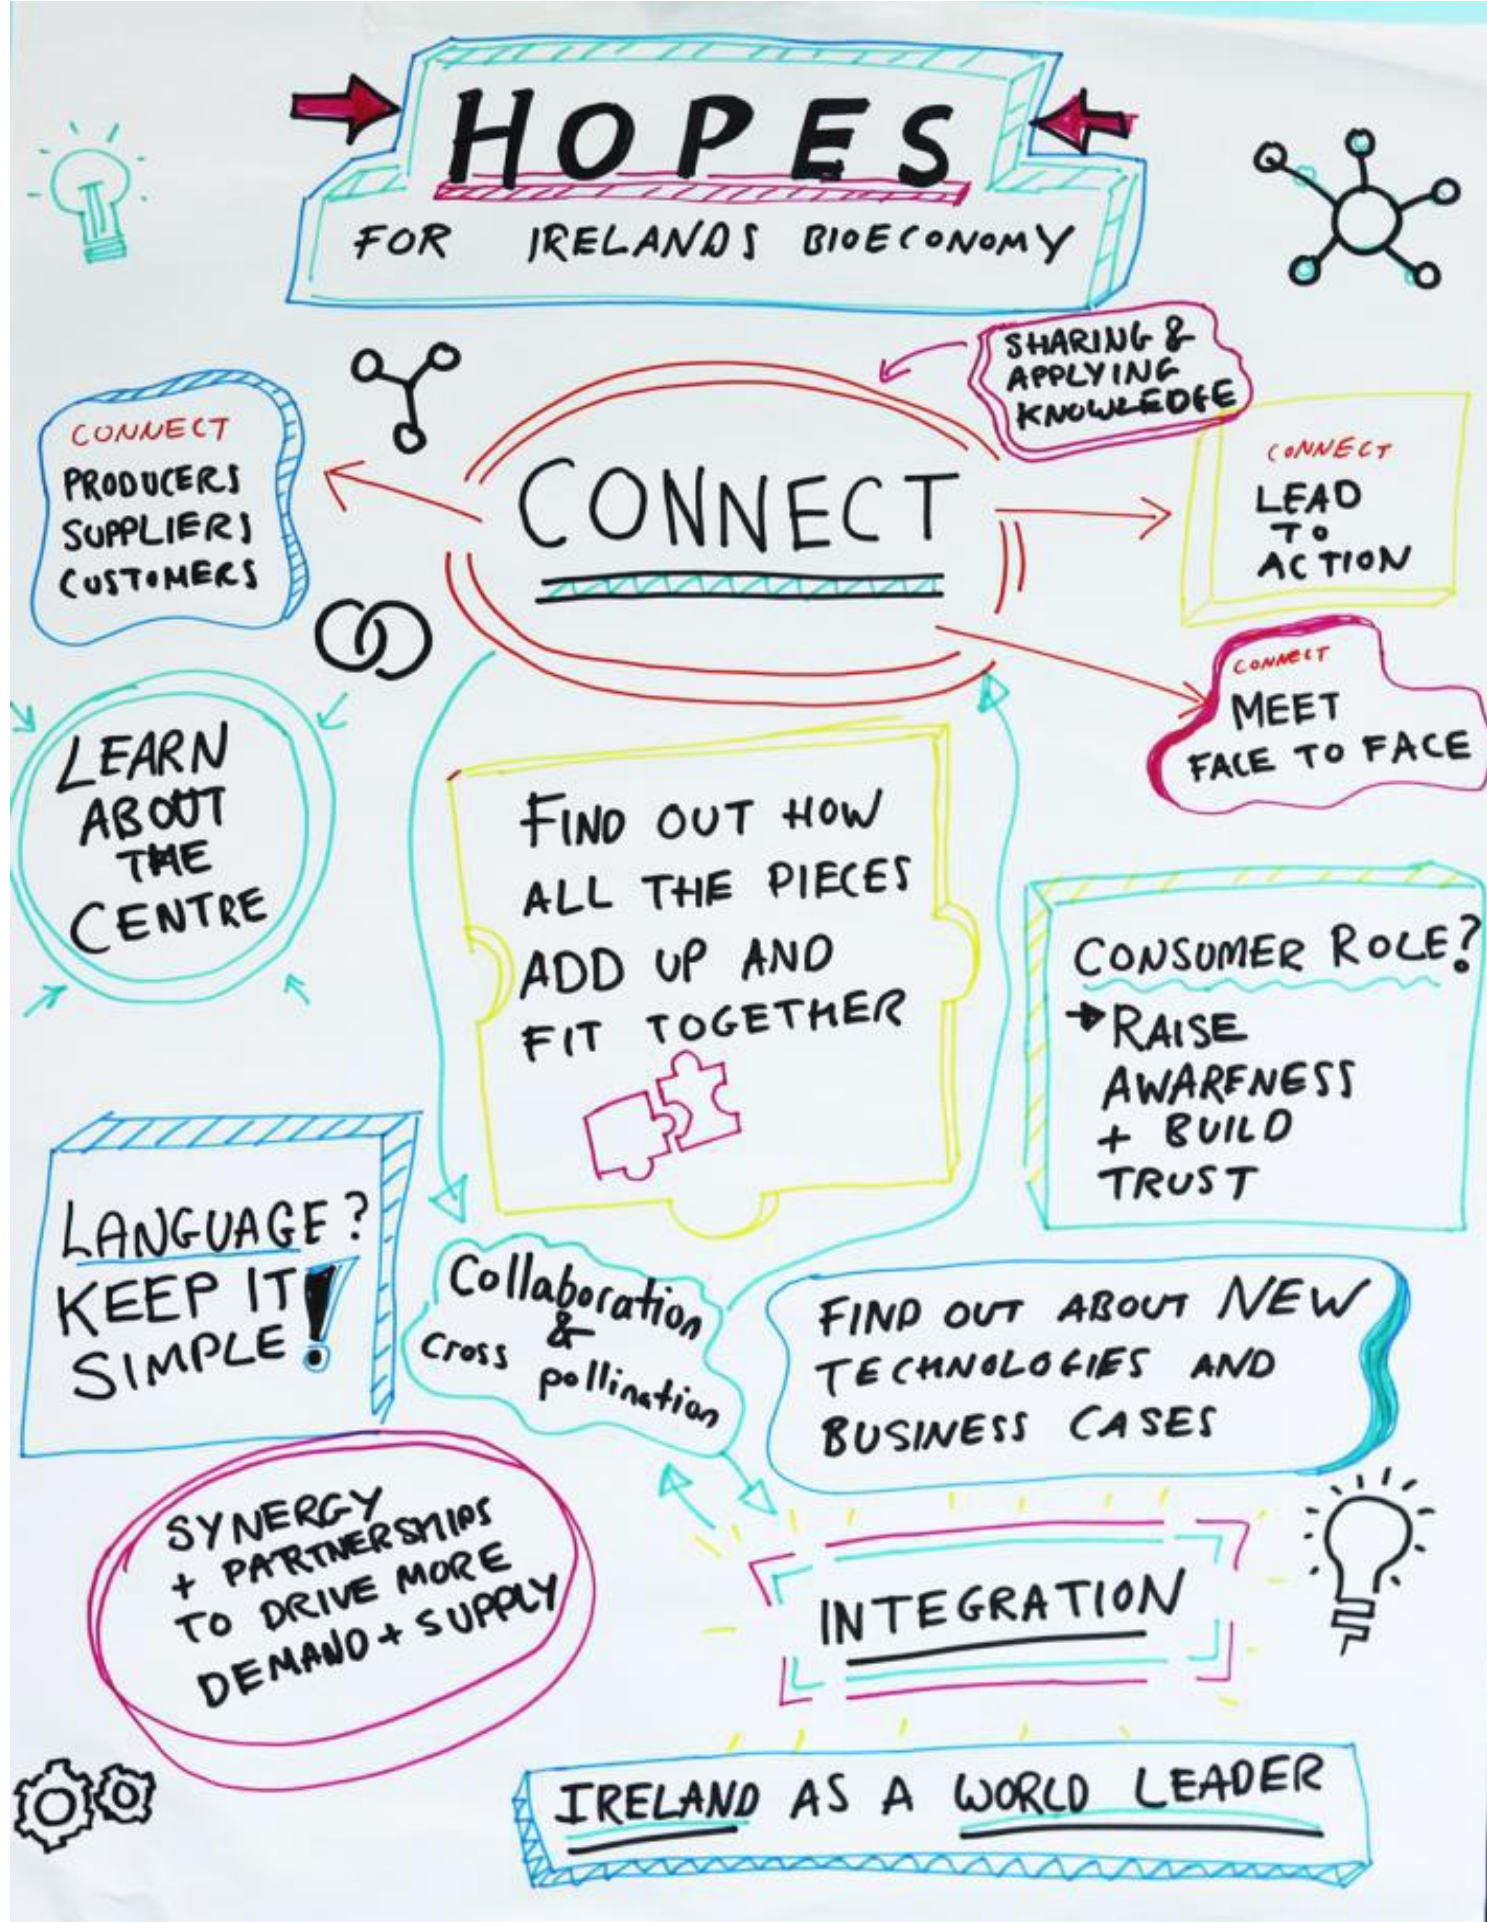 HOPES
FOR IRELANDS BIOECONOMY
SHARING &
APPLYING
KNOWLEDGE
CONNECT
PRODUCERS
SUPPLIERS
CUSTOMERS
CONNECT
CONNECT
LEAD
TO
ACTION
CONNECT
MEET
FACE TO FACE
LEARN
ABOUT
THE
CENTRE
FIND OUT HOW
ALL THE PIECES
ADD UP AND
FIT TOGETHER
CONSUMER ROLE?
RAISE
AWARENESS
+ BUILD
TRUST
LANGUAGE?
KEEP IT
SIMPLE!
Collaboration
&
cross pollination
FIND OUT ABOUT NEW
TECHNOLOGIES AND
BUSINESS CASES
SYNERGY
+ PARTNERSHIPS
TO DRIVE MORE
DEMAND + SUPPLY
INTEGRATION
IRELAND AS A WORLD LEADER